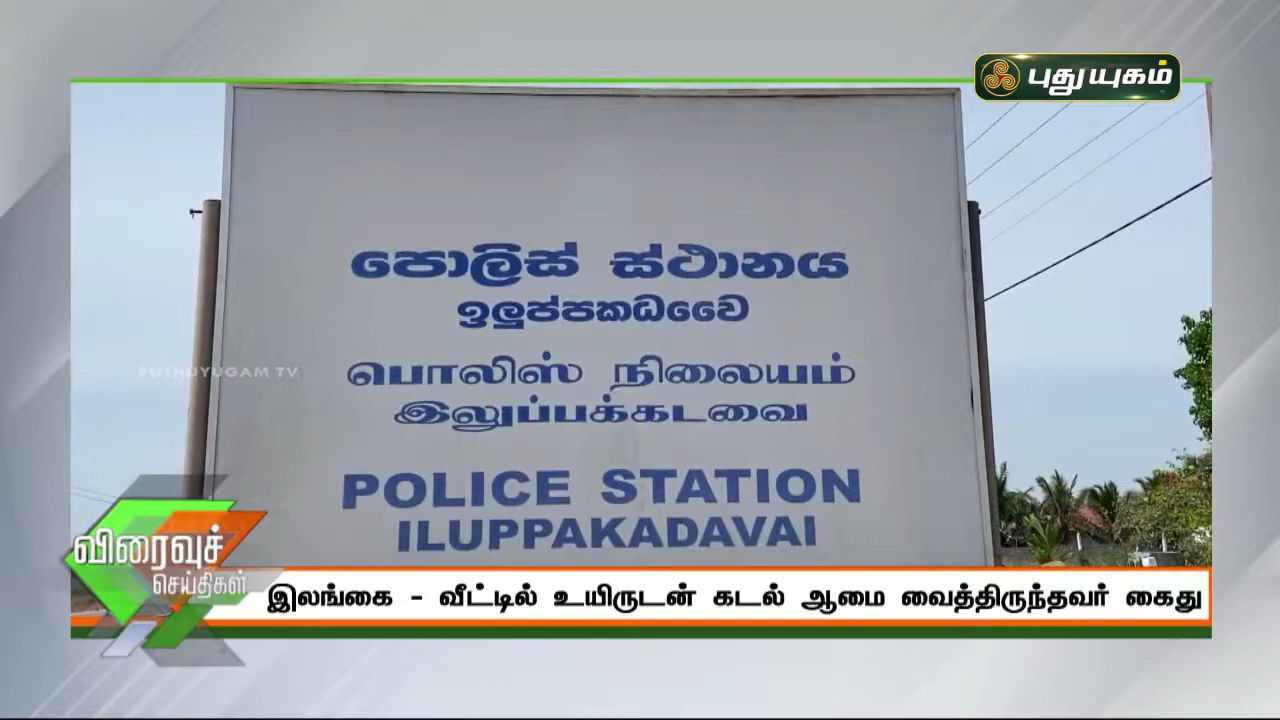 புதுயுகம்
පොලිස් ස්ථානය
ඉලුප්පකඩවෛ
பொலிஸ் நிலையம்
இலுப்பக்கடவை
PUTHUYUGAM TV
POLICE STATION
ILUPPAKADAVAI
விரைவுச்
செய்திகள்
இலங்கை - வீட்டில் உயிருடன் கடல் ஆமை வைத்திருந்தவர் கைது